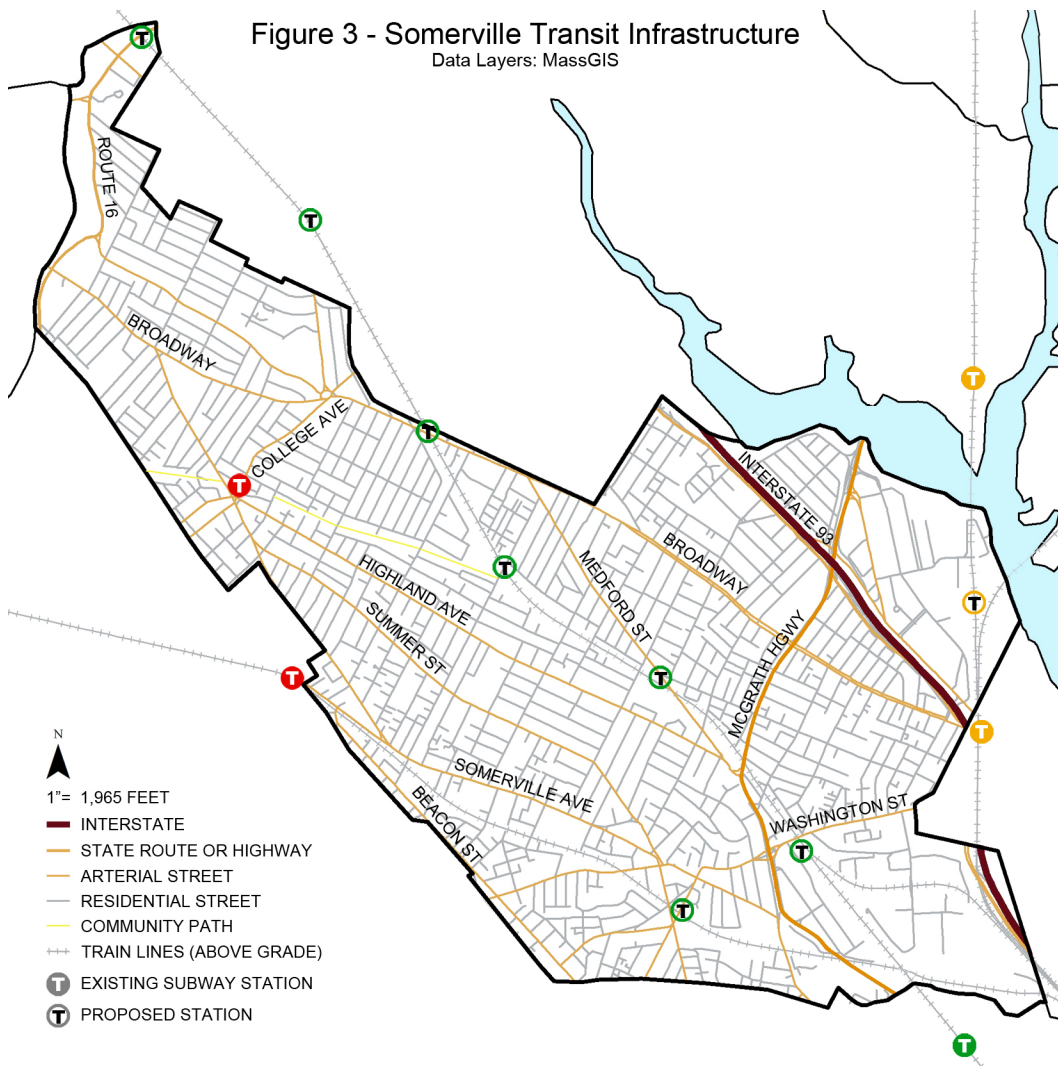 Figure 3 - Somerville Transit Infrastructure
Data Layers: MassGIS
T
ROUTE 16
T
BROADWAY
T
COLLEGE AVE
T
T
INTERSTATE 93
BROADWAY
T
MEDFORD ST
HIGHLAND AVE
T
SUMMER ST
MCGRATH HGWY
T
T
T
SOMERVILLE AVE
BEACON ST
WASHINGTON ST
T
T
T
N
1"= 1,965 FEET
INTERSTATE
STATE ROUTE OR HIGHWAY
ARTERIAL STREET
RESIDENTIAL STREET
COMMUNITY PATH
TRAIN LINES (ABOVE GRADE)
T EXISTING SUBWAY STATION
T PROPOSED STATION